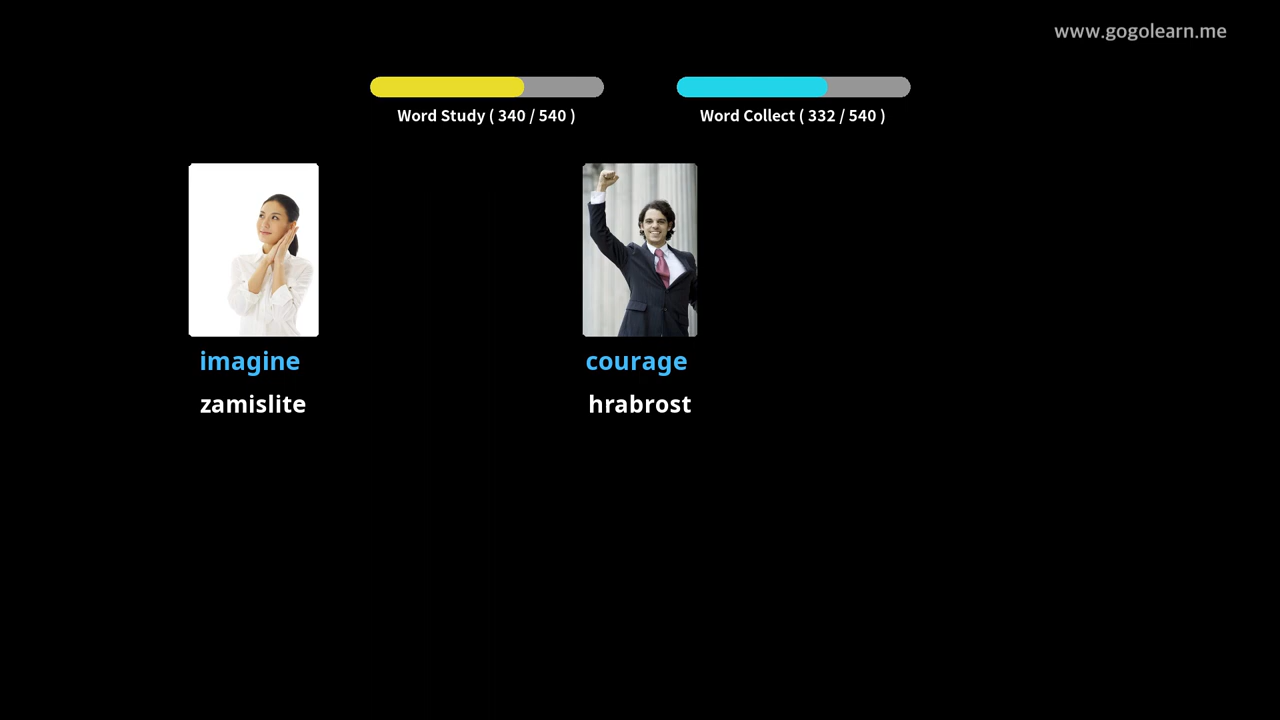 www.gogolearn.me
Word Study ( 340 / 540 )
Word Collect ( 332 / 540 )
imagine
zamislite
courage
hrabrost